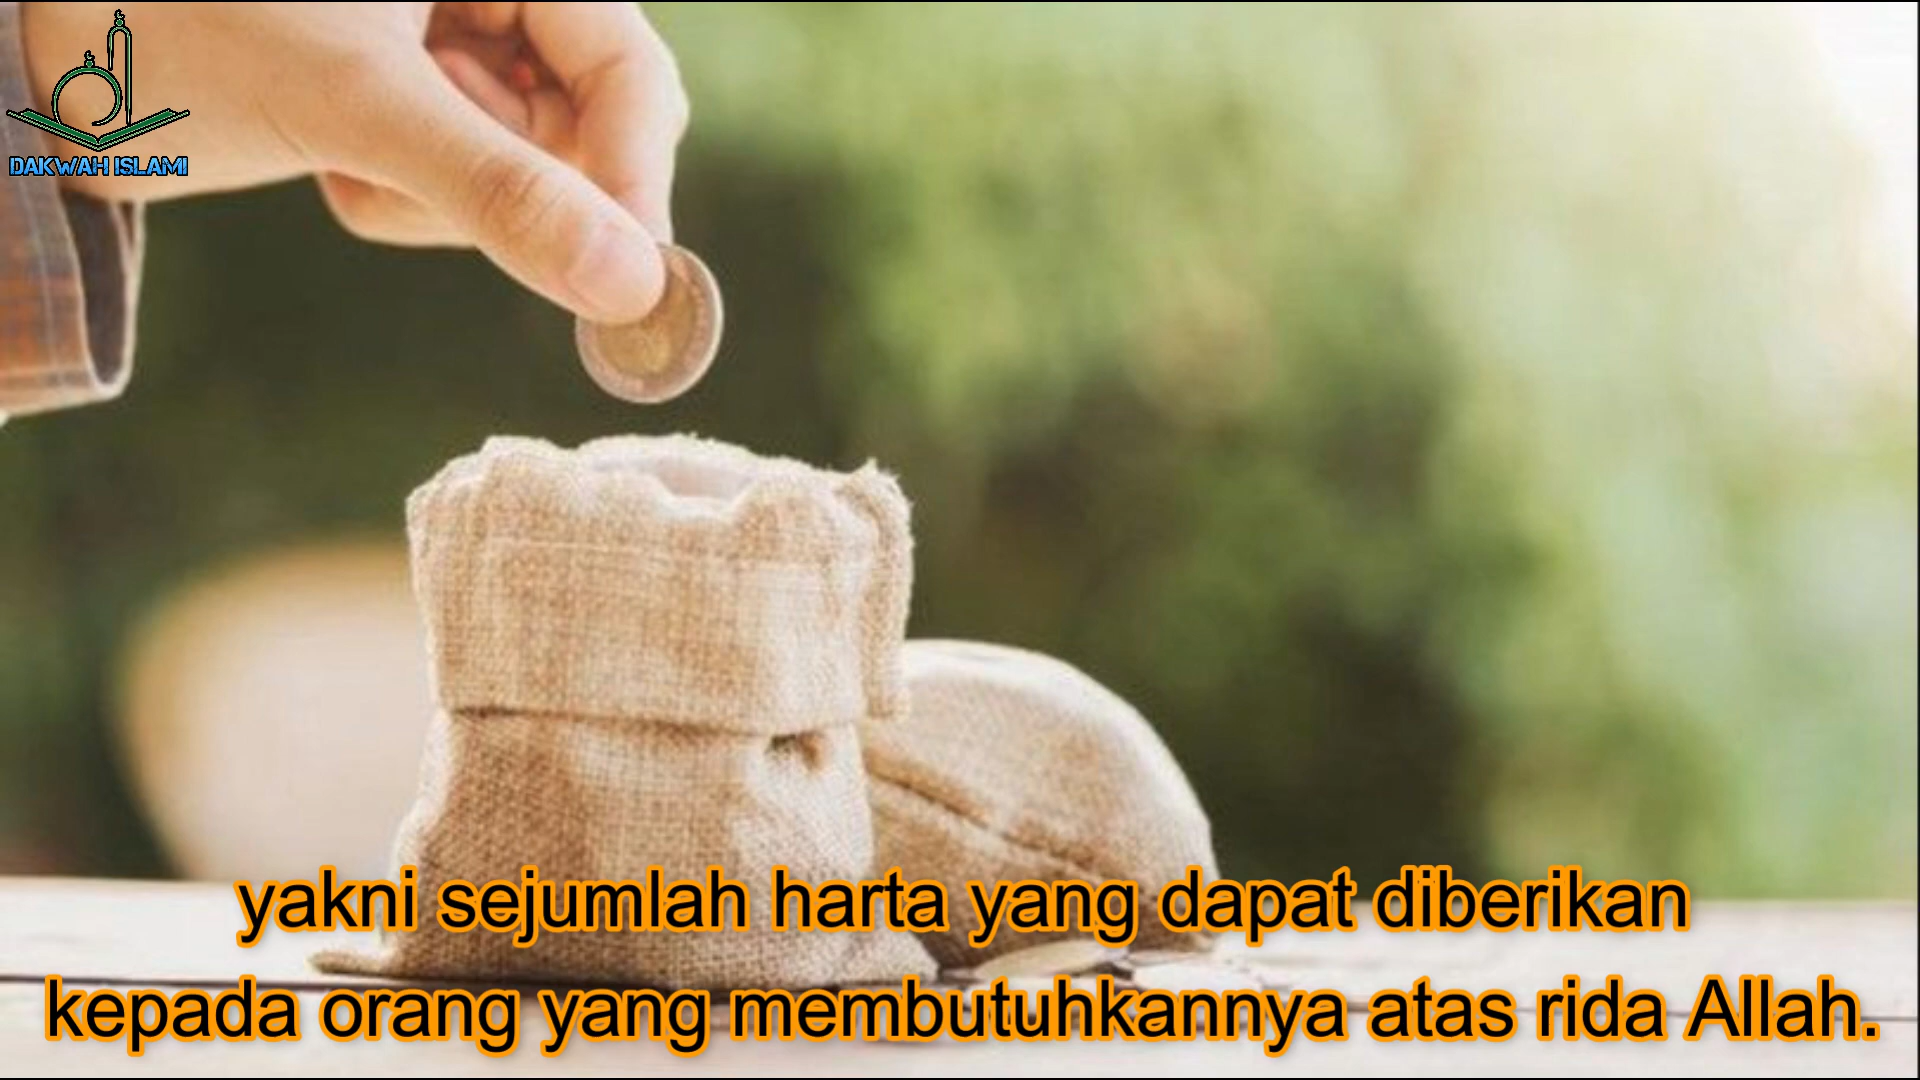 DAKWAH ISLAMI
yakni sejumlah harta yang dapat diberikan
kepada orang yang membutuhkannya atas rida Allah.